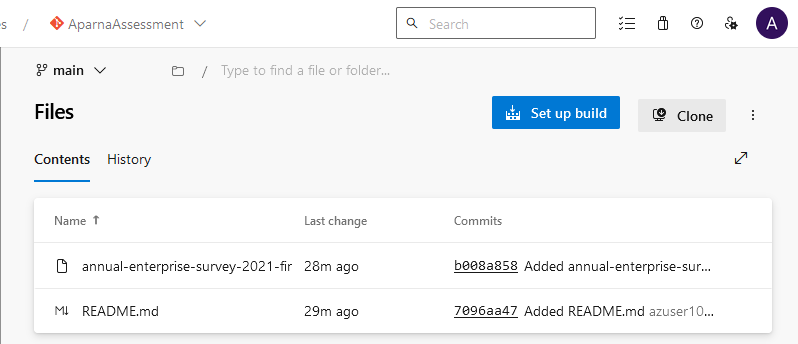 es / AparnaAssessment Search A
main / Type to find a file or folder...
Files Set up build Clone
Contents History
Name ↑ Last change Commits
annual-enterprise-survey-2021-fir 28m ago b008a858 Added annual-enterprise-sur...
M↓ README.md 29m ago 7096aa47 Added README.md azuser10...